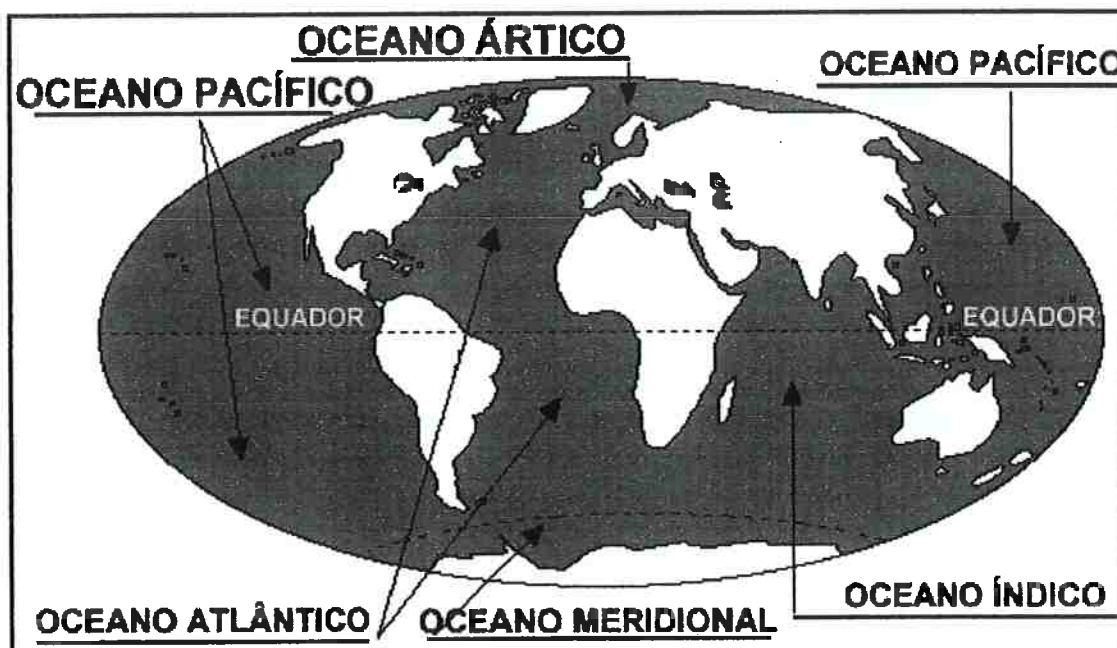 OCEANO ÁRTICO
OCEANO PACÍFICO
OCEANO PACÍFICO
EQUADOR
EQUADOR
OCEANO ATLÂNTICO
OCEANO MERIDIONAL
OCEANO ÍNDICO